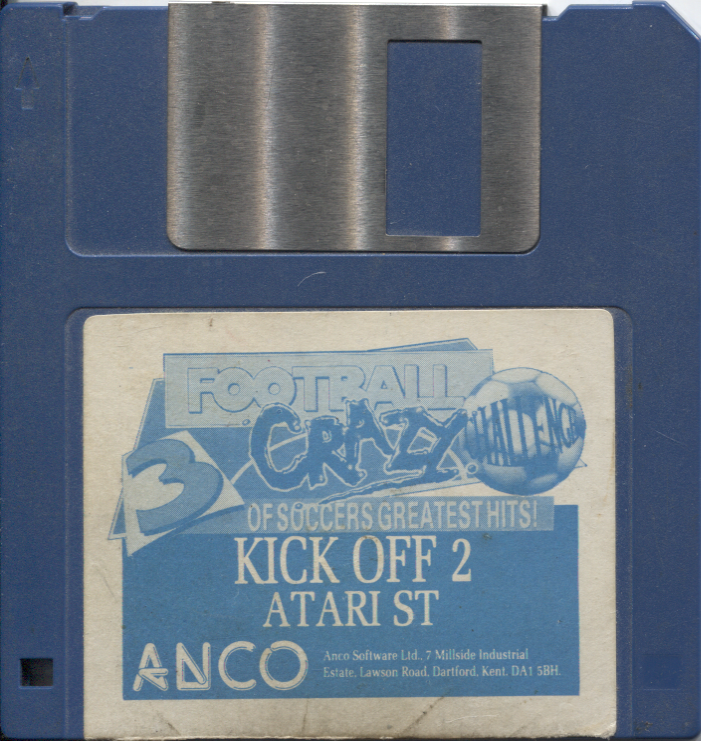 FOOTBALL
CRAZY
CHALLENGE
3
OF SOCCERS GREATEST HITS!
KICK OFF 2
ATARI ST
ANCO
Anco Software Ltd., 7 Millside Industrial
Estate, Lawson Road, Dartford, Kent. DA1 5BH.